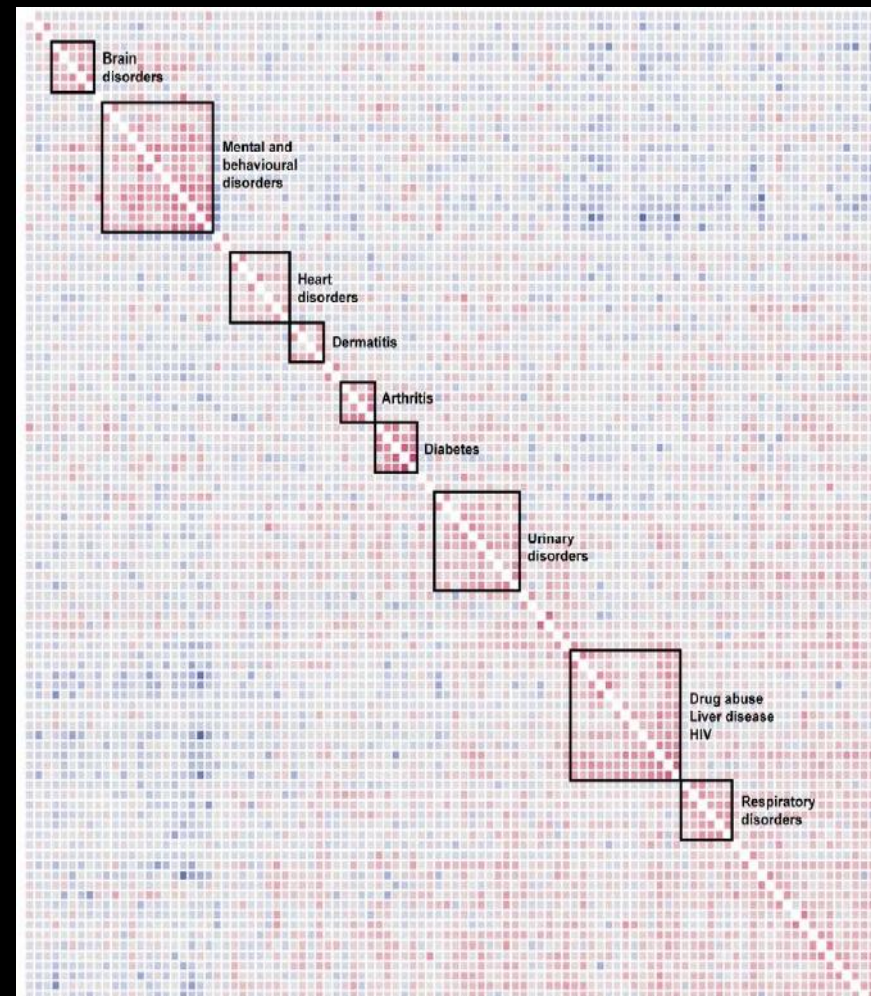 Brain
disorders
Mental and
behavioural
disorders
Heart
disorders
Dermatitis
Arthritis
Diabetes
Urinary
disorders
Drug abuse
Liver disease
HIV
Respiratory
disorders